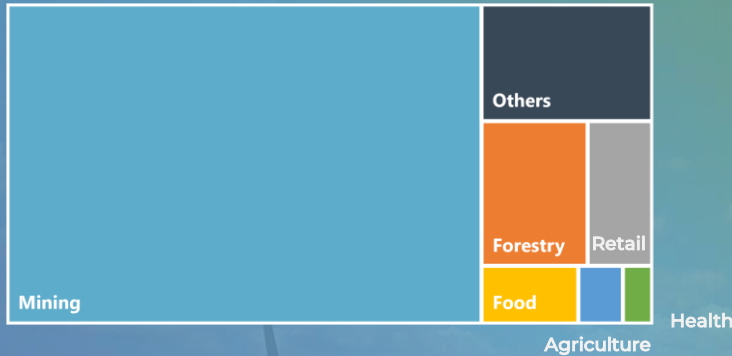 Others
Forestry
Retail
Mining
Food
Health
Agriculture